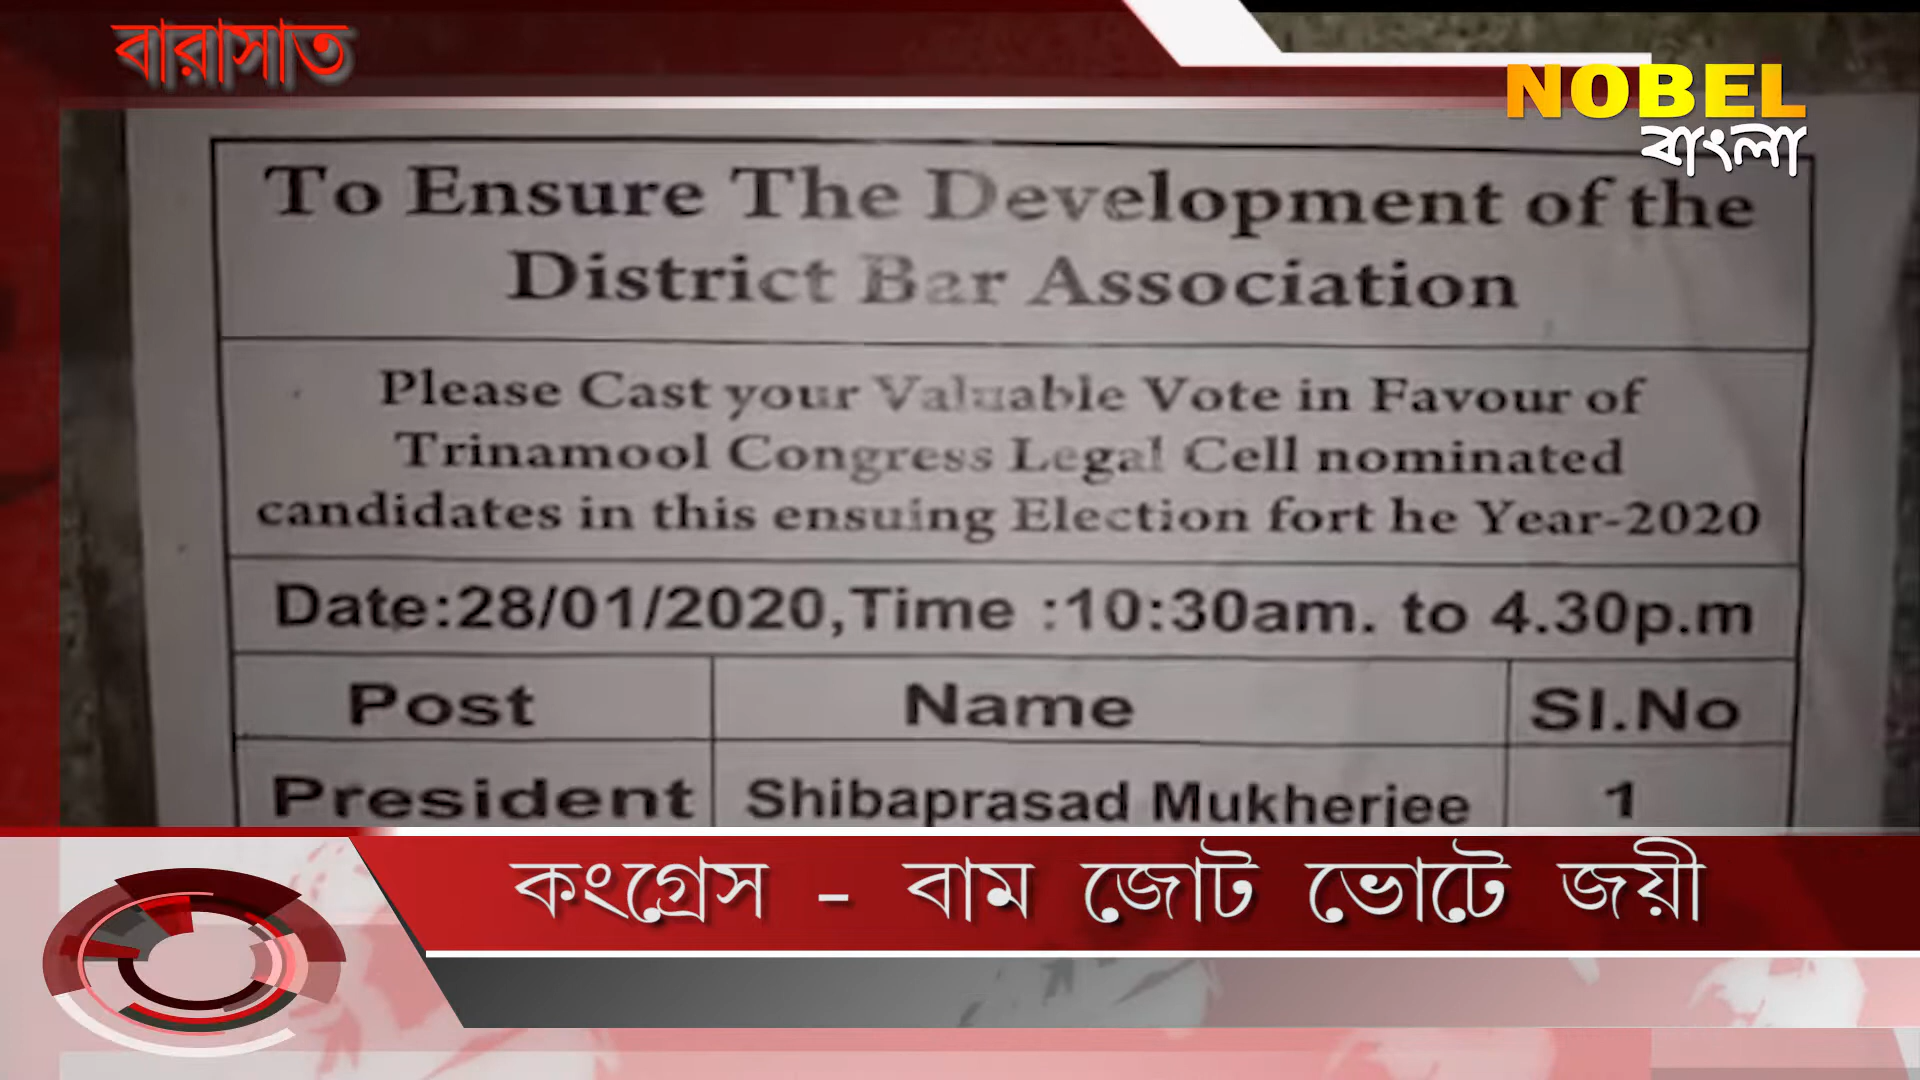 বারাসাত
NOBEL
বাংলা
To Ensure The Development of the
District Bar Association
Please Cast your Valuable Vote in Favour of
Trinamool Congress Legal Cell nominated
candidates in this ensuing Election fort he Year-2020
Date:28/01/2020,Time :10:30am. to 4.30p.m
Post Name SI.No
President Shibaprasad Mukherjee 1
কংগ্রেস - বাম জোট ভোটে জয়ী